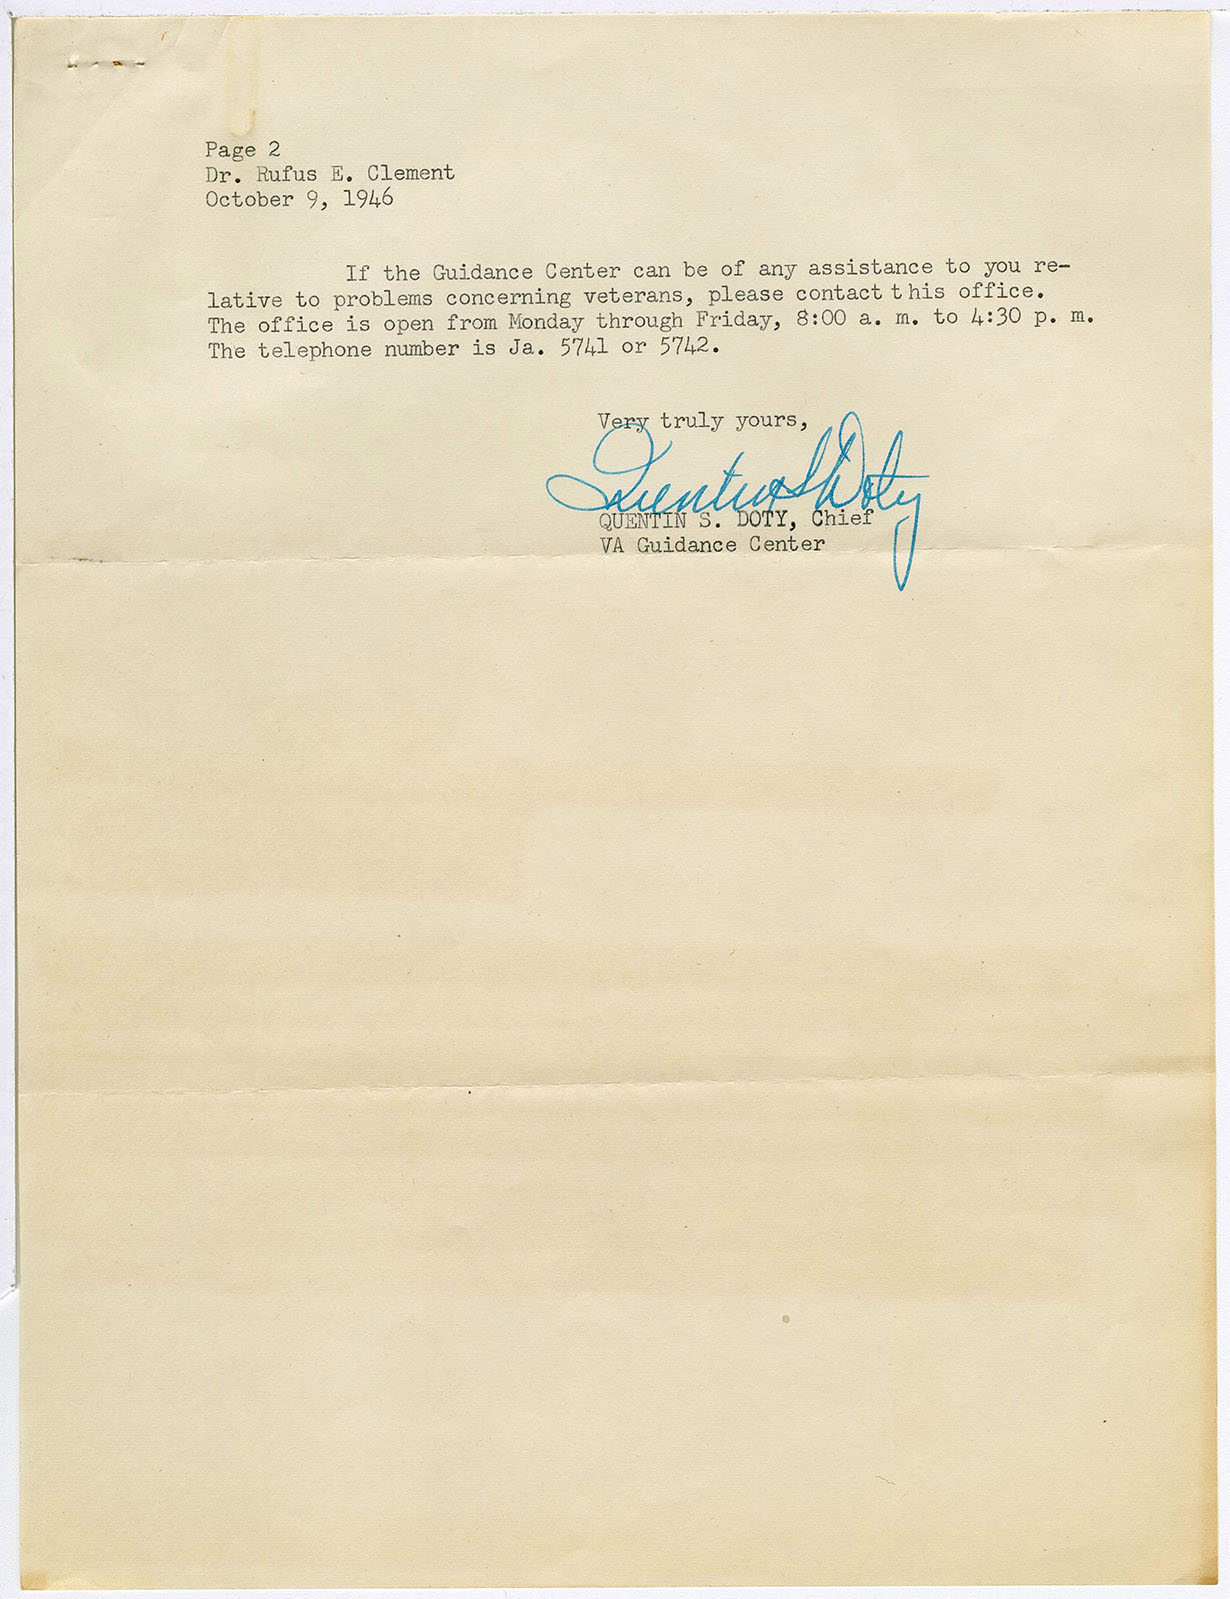 Page 2
Dr. Rufus E. Clement
October 9, 1946
If the Guidance Center can be of any assistance to you re-
lative to problems concerning veterans, please contact this office.
The office is open from Monday through Friday, 8:00 a. m. to 4:30 p. m.
The telephone number is Ja. 5741 or 5742.
Very truly yours,
Quentin S Doty
QUENTIN S. DOTY, Chief
VA Guidance Center